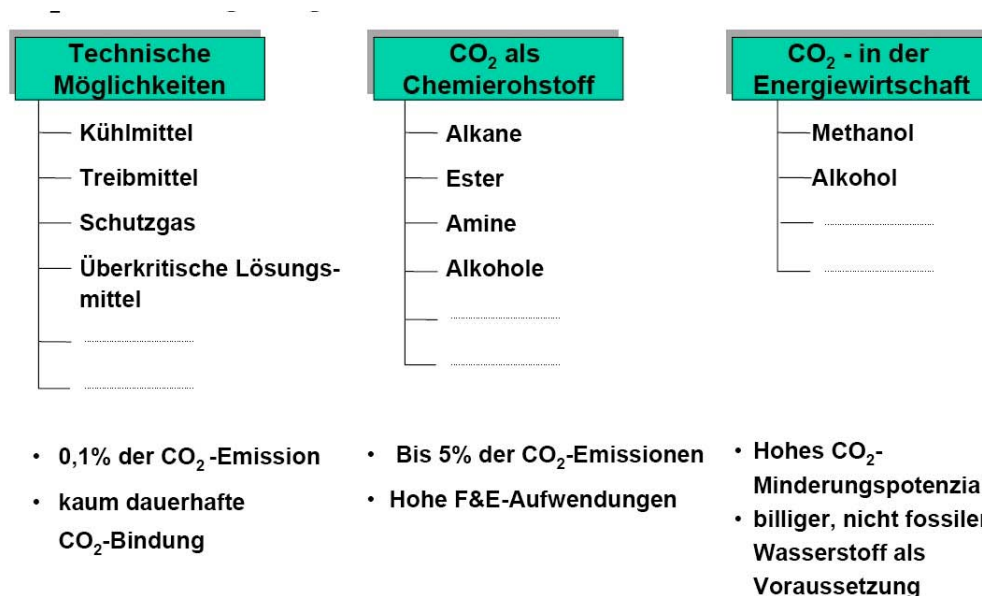 Technische
Möglichkeiten
Kühlmittel
Treibmittel
Schutzgas
Überkritische Lösungs-
mittel
• 0,1% der CO₂-Emission
• kaum dauerhafte
CO₂-Bindung
CO₂ als
Chemierohstoff
Alkane
Ester
Amine
Alkohole
• Bis 5% der CO₂-Emissionen
• Hohe F&E-Aufwendungen
CO₂ - in der
Energiewirtschaft
Methanol
Alkohol
• Hohes CO₂-
Minderungspotenzia
• billiger, nicht fossiler
Wasserstoff als
Voraussetzung